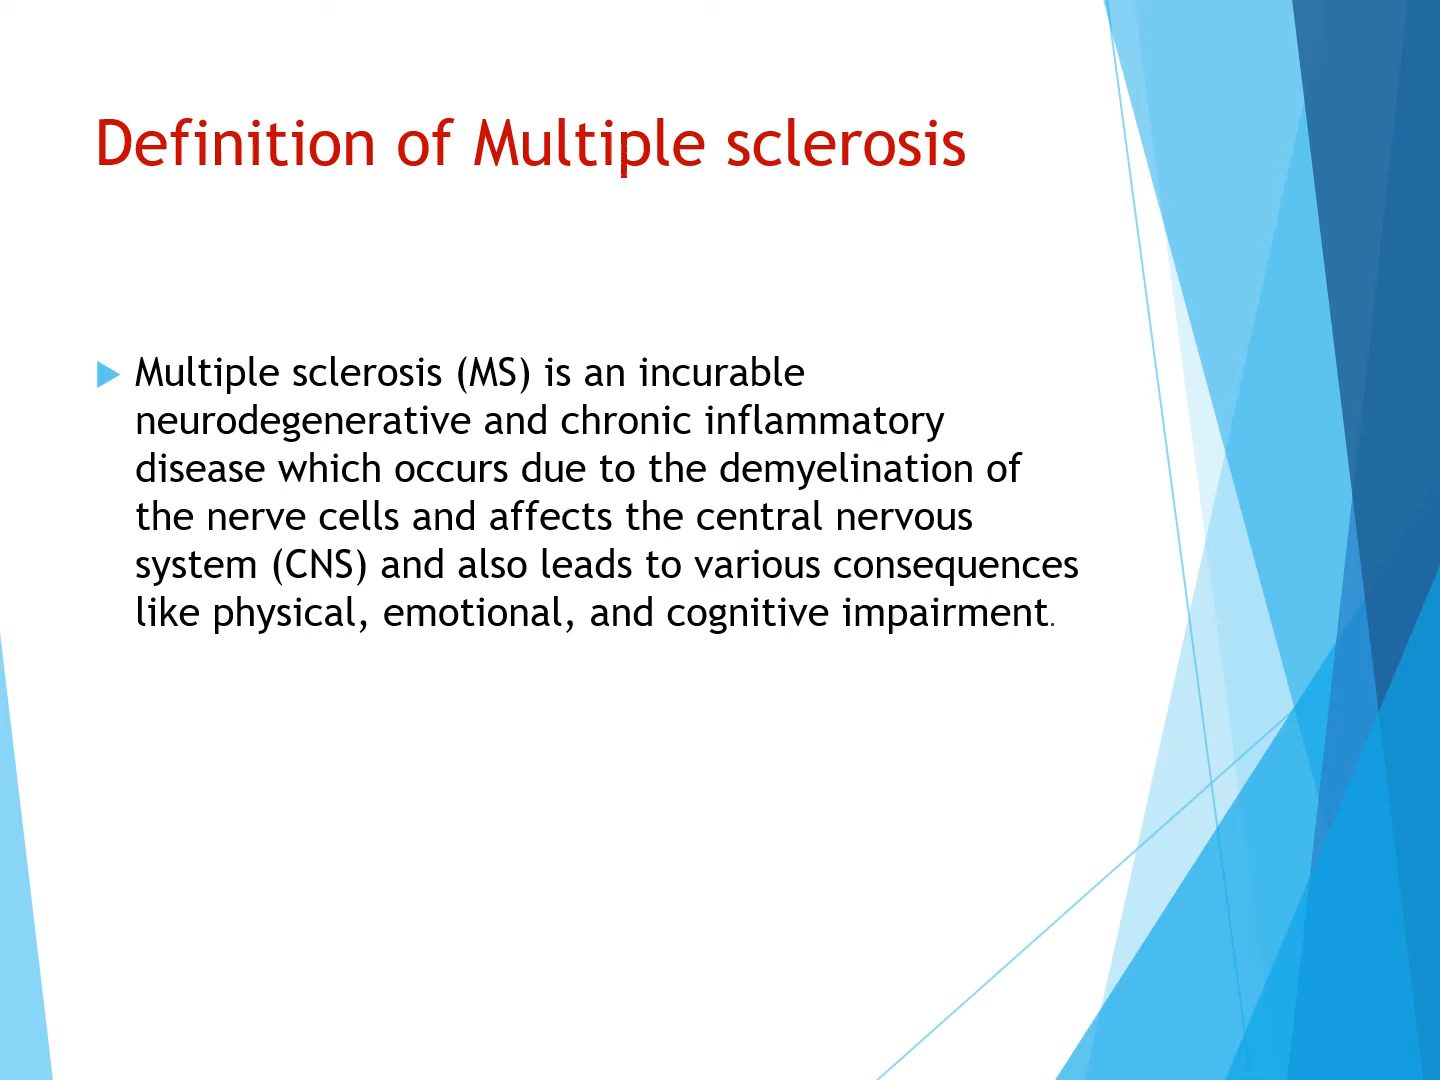 Definition of Multiple sclerosis
Multiple sclerosis (MS) is an incurable
neurodegenerative and chronic inflammatory
disease which occurs due to the demyelination of
the nerve cells and affects the central nervous
system (CNS) and also leads to various consequences
like physical, emotional, and cognitive impairment.